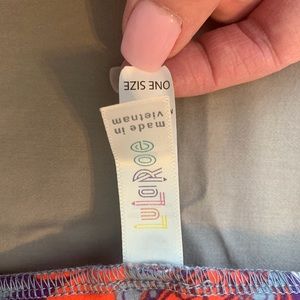 ONE SIZE
made in
vietnam
LuLaRoe